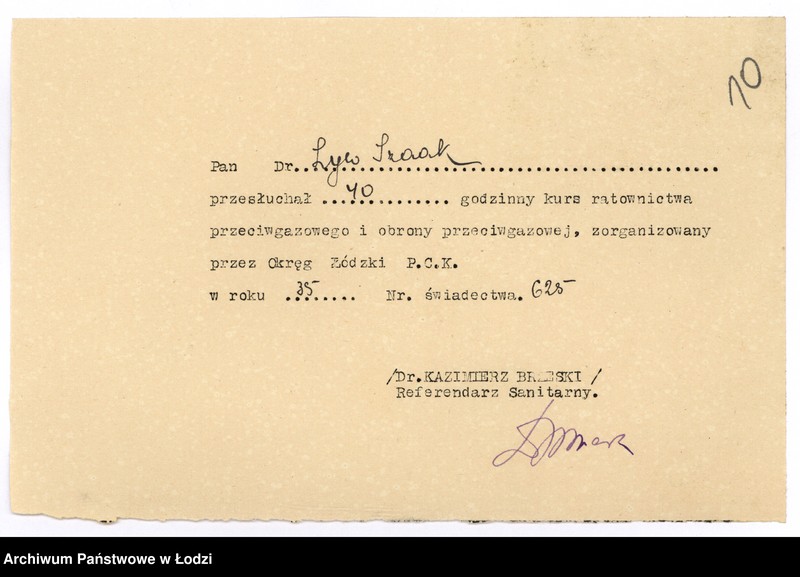 10
Pan Dr. Lyw Izaak
przesłuchał ...40............. godzinny kurs ratownictwa
przeciwgazowego i obrony przeciwgazowej, zorganizowany
przez Okręg Łódzki P.C.K.
w roku ..35..... Nr. świadectwa. 625
/Dr.KAZIMIERZ BRZESKI /
Referendarz Sanitarny.
Archiwum Państwowe w Łodzi